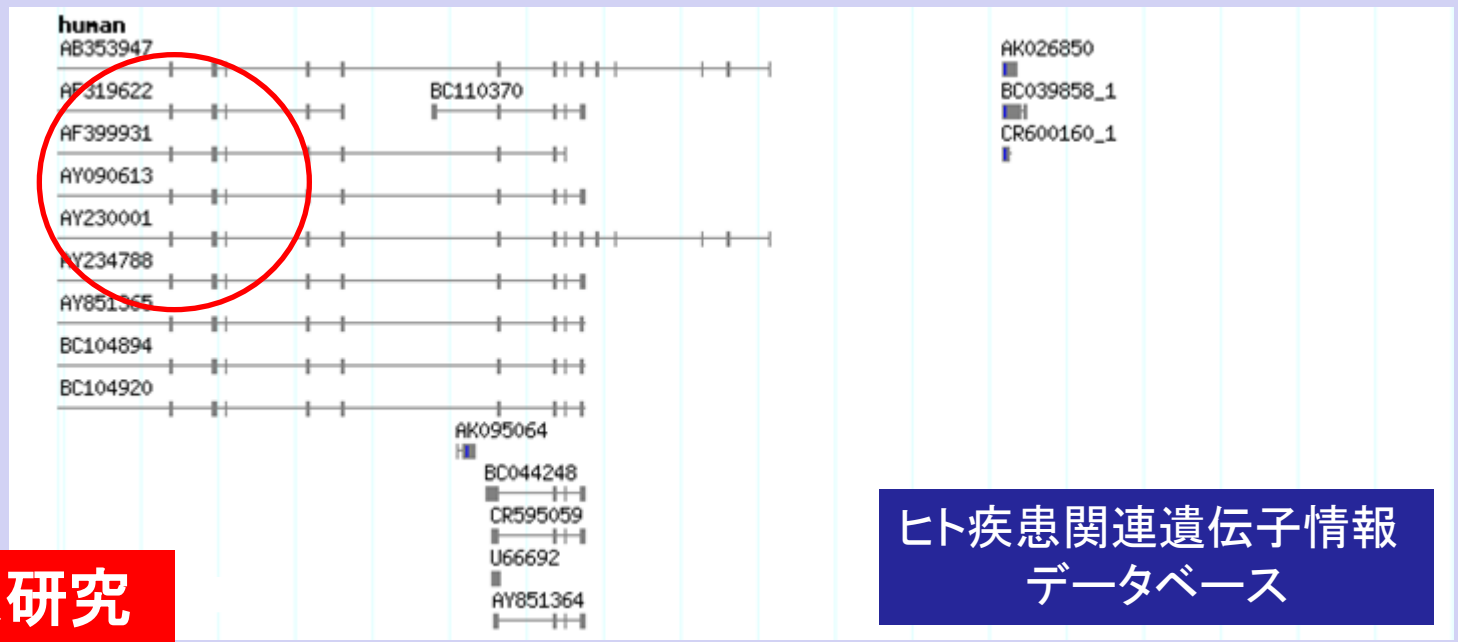 human
AB353947
AF319622
BC110370
AF399931
AY090613
AY230001
AY234788
AY851365
BC104894
BC104920
AK095064
BC044248
CR595059
U66692
AY851364
AK026850
BC039858_1
CR600160_1
研究
ヒト疾患関連遺伝子情報
データベース